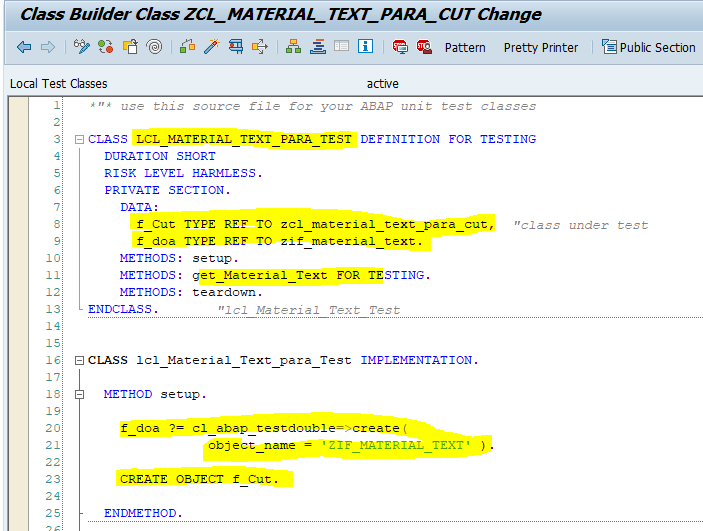 Class Builder Class ZCL_MATERIAL_TEXT_PARA_CUT Change
Pattern Pretty Printer Public Section
Local Test Classes active
1 *"* use this source file for your ABAP unit test classes
2
3 CLASS LCL_MATERIAL_TEXT_PARA_TEST DEFINITION FOR TESTING
4 DURATION SHORT
5 RISK LEVEL HARMLESS.
6 PRIVATE SECTION.
7 DATA:
8 f_Cut TYPE REF TO zcl_material_text_para_cut, "class under test
9 f_doa TYPE REF TO zif_material_text.
10 METHODS: setup.
11 METHODS: get_Material_Text FOR TESTING.
12 METHODS: teardown.
13 ENDCLASS. "lcl_Material_Text_Test
14
15
16 CLASS lcl_Material_Text_para_Test IMPLEMENTATION.
17
18 METHOD setup.
19
20 f_doa ?= cl_abap_testdouble=>create(
21 object_name = 'ZIF_MATERIAL_TEXT' ).
22
23 CREATE OBJECT f_Cut.
24
25 ENDMETHOD.
26